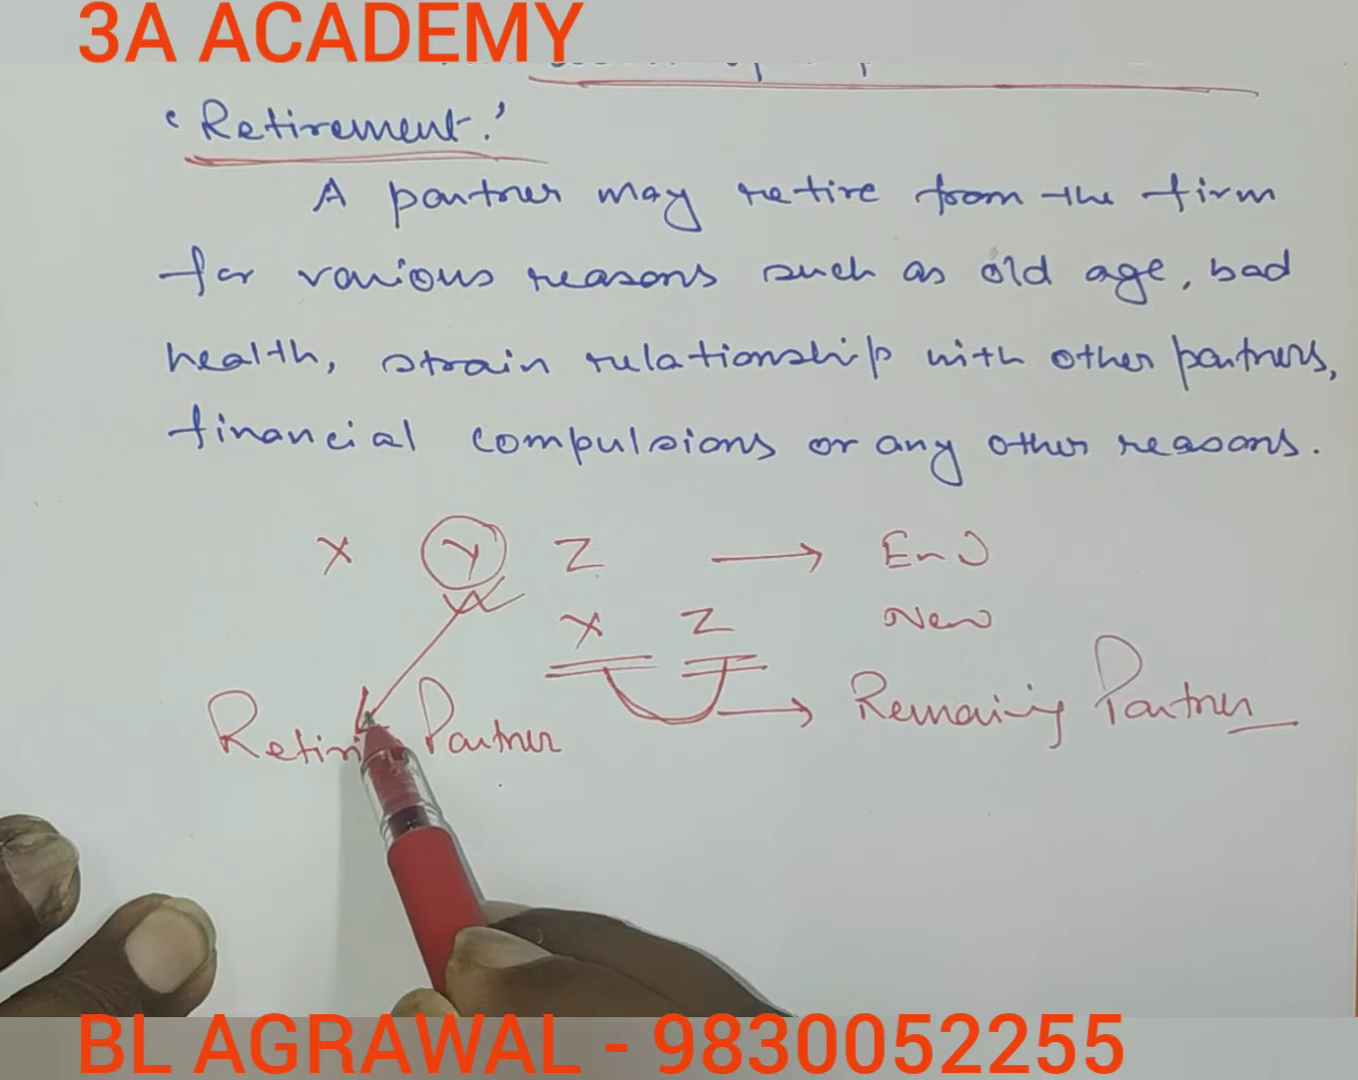 3A ACADEMY
'Retirement.'
A partner may retire from the firm
for various reasons such as old age, bad
health, strain relationship with other partners,
financial compulsions or any other reasons.
X Y Z →
X Z New
Retiring Partner → Remaining Partner
BL AGRAWAL - 9830052255